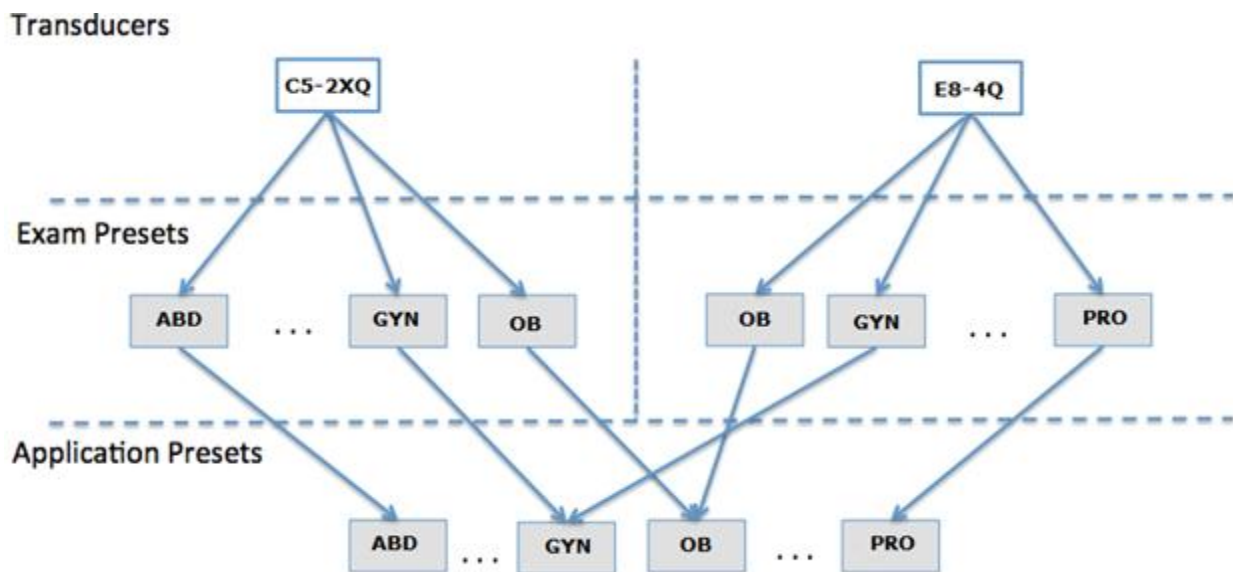 Transducers
C5-2XQ E8-4Q
Exam Presets
ABD ... GYN OB OB GYN ... PRO
Application Presets
ABD ... GYN OB ... PRO